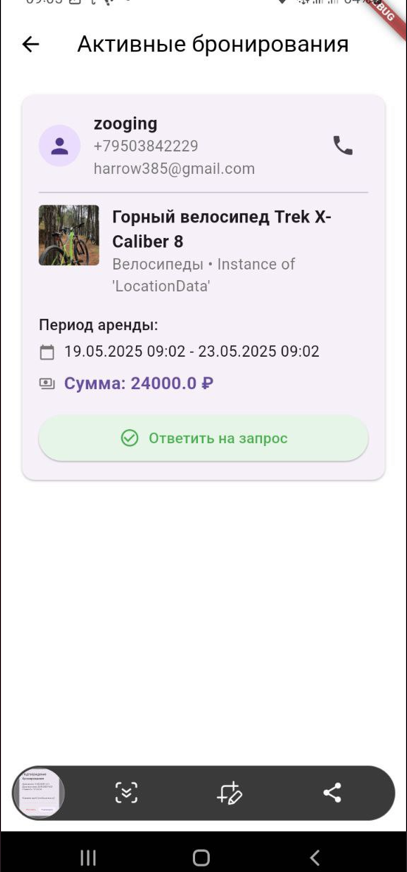 Активные бронирования
zooging
+79503842229
harrow385@gmail.com
Горный велосипед Trek X-
Caliber 8
Велосипеды • Instance of
'LocationData'
Период аренды:
19.05.2025 09:02 - 23.05.2025 09:02
Сумма: 24000.0 ₽
Ответить на запрос